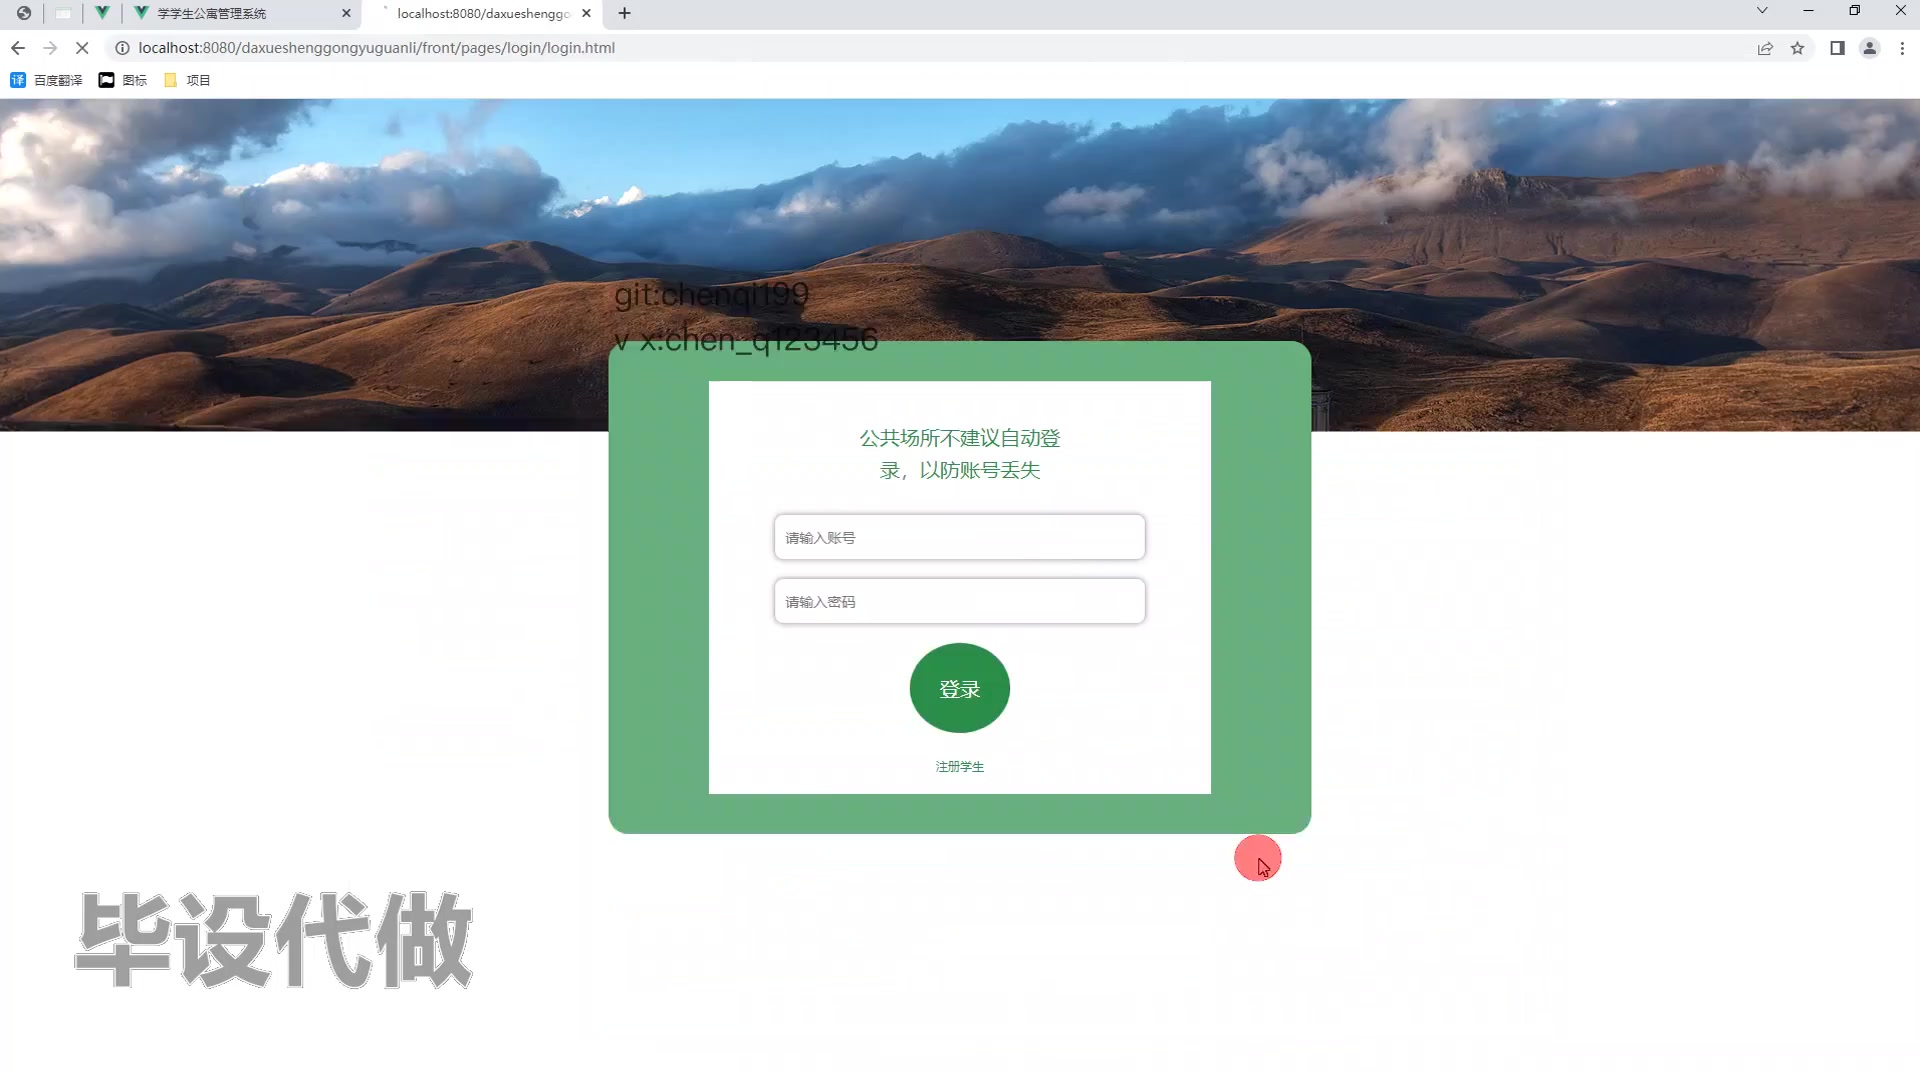 学学生公寓管理系统
localhost:8080/daxueshenggo
localhost:8080/daxueshenggongyuguanli/front/pages/login/login.html
译 百度翻译 图标 项目
git:chenqi199
v x:chen_q123456
公共场所不建议自动登
录，以防账号丢失
请输入账号
请输入密码
登录
注册学生
毕设代做